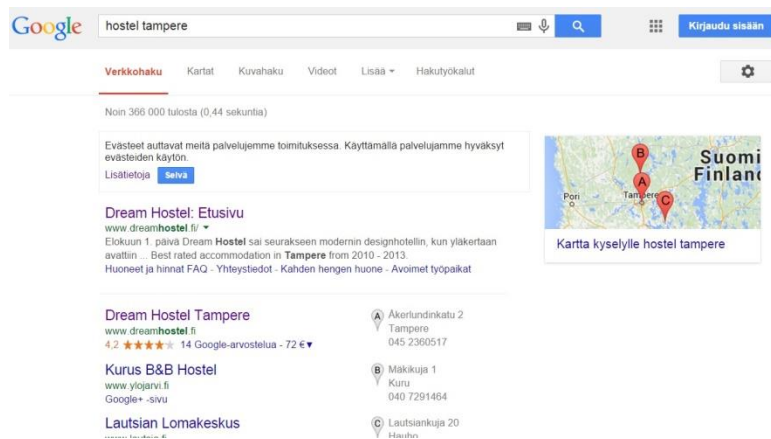 Google
hostel tampere
Kirjaudu sisään
Verkkohaku Kartat Kuvahaku Videot Lisää Hakutyökalut
Noin 366 000 tulosta (0,44 sekuntia)
Evästeet auttavat meitä palvelujemme toimituksessa. Käyttämällä palvelujamme hyväksyt
evästeiden käytön.
Lisätietoja Selvä
Dream Hostel: Etusivu
www.dreamhostel.fi/
Elokuun 1. päivä Dream Hostel sai seurakseen modernin designhotellin, kun yläkertaan
avattiin ... Best rated accommodation in Tampere from 2010 - 2013.
Huoneet ja hinnat FAQ - Yhteystiedot - Kahden hengen huone - Avoimet työpaikat
Dream Hostel Tampere
www.dreamhostel.fi
4,2 ★★★★★ 14 Google-arvostelua - 72 €▼
A Åkerlundinkatu 2
Tampere
045 2360517
Kurus B&B Hostel
www.ylojarvi.fi
Google+ -sivu
B Mäkikuja 1
Kuru
040 7291464
Lautsian Lomakeskus
www.lautsia.fi
C Lautsiankuja 20
Hauho
B
A
C
Suomi
Finland
Pori
Tampere
Kartta kyselylle hostel tampere